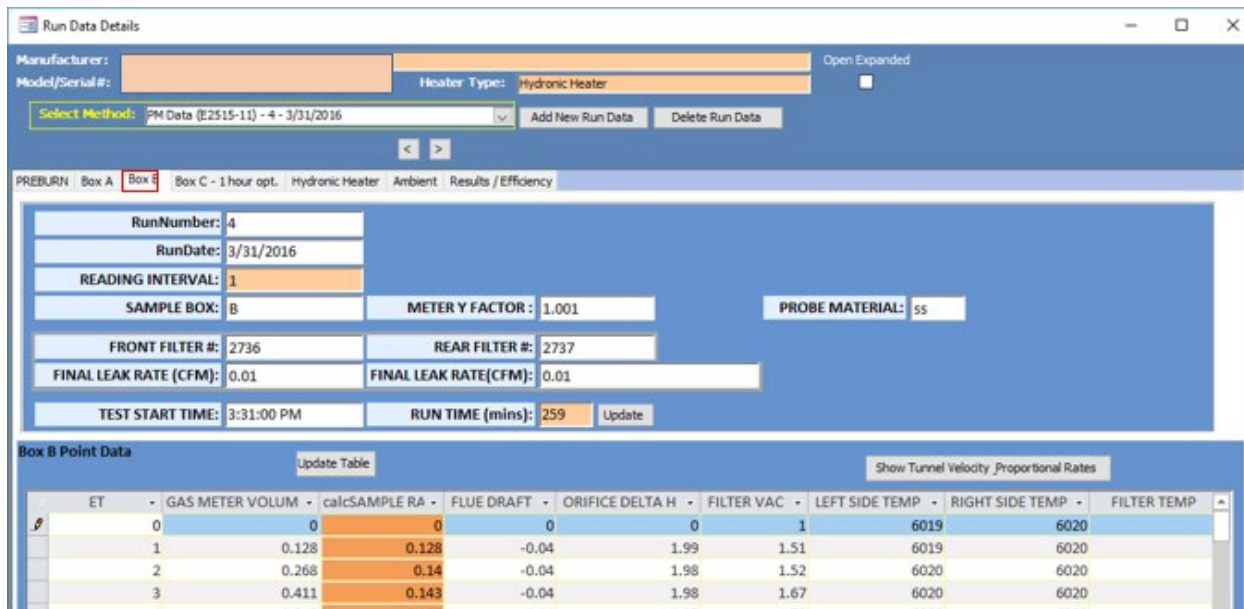 Run Data Details
Manufacturer:
Open Expanded
Model/Serial#: Heater Type: Hydronic Heater
Select Method: PM Data (E2515-11) - 4 - 3/31/2016 Add New Run Data Delete Run Data
< >
PREBURN Box A Box B Box C - 1 hour opt. Hydronic Heater Ambient Results / Efficiency
RunNumber: 4
RunDate: 3/31/2016
READING INTERVAL: 1
SAMPLE BOX: B METER Y FACTOR : 1.001 PROBE MATERIAL: ss
FRONT FILTER #: 2736 REAR FILTER #: 2737
FINAL LEAK RATE (CFM): 0.01 FINAL LEAK RATE(CFM): 0.01
TEST START TIME: 3:31:00 PM RUN TIME (mins): 259 Update
Box B Point Data
Update Table Show Tunnel Velocity Proportional Rates
ET GAS METER VOLUM calcSAMPLE RA FLUE DRAFT ORIFICE DELTA H FILTER VAC LEFT SIDE TEMP RIGHT SIDE TEMP FILTER TEMP
0 0 0 0 0 1 6019 6020
1 0.128 0.128 -0.04 1.99 1.51 6019 6020
2 0.268 0.14 -0.04 1.98 1.52 6020 6020
3 0.411 0.143 -0.04 1.98 1.67 6020 6020